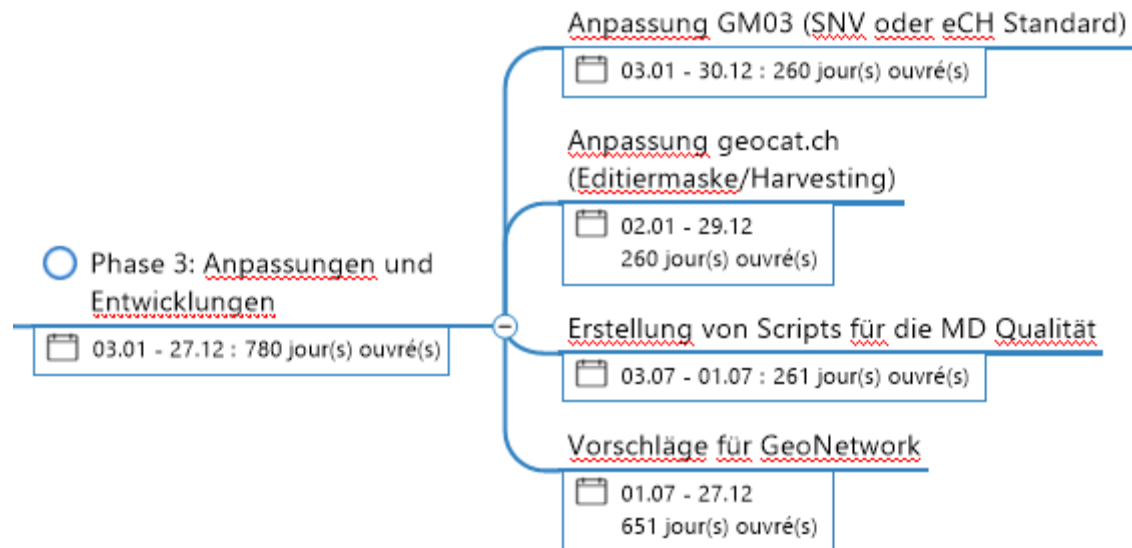 Phase 3: Anpassungen und
Entwicklungen
03.01 - 27.12 : 780 jour(s) ouvré(s)
Anpassung GM03 (SNV oder eCH Standard)
03.01 - 30.12 : 260 jour(s) ouvré(s)
Anpassung geocat.ch
(Editiermaske/Harvesting)
02.01 - 29.12
260 jour(s) ouvré(s)
Erstellung von Scripts für die MD Qualität
03.07 - 01.07 : 261 jour(s) ouvré(s)
Vorschläge für GeoNetwork
01.07 - 27.12
651 jour(s) ouvré(s)